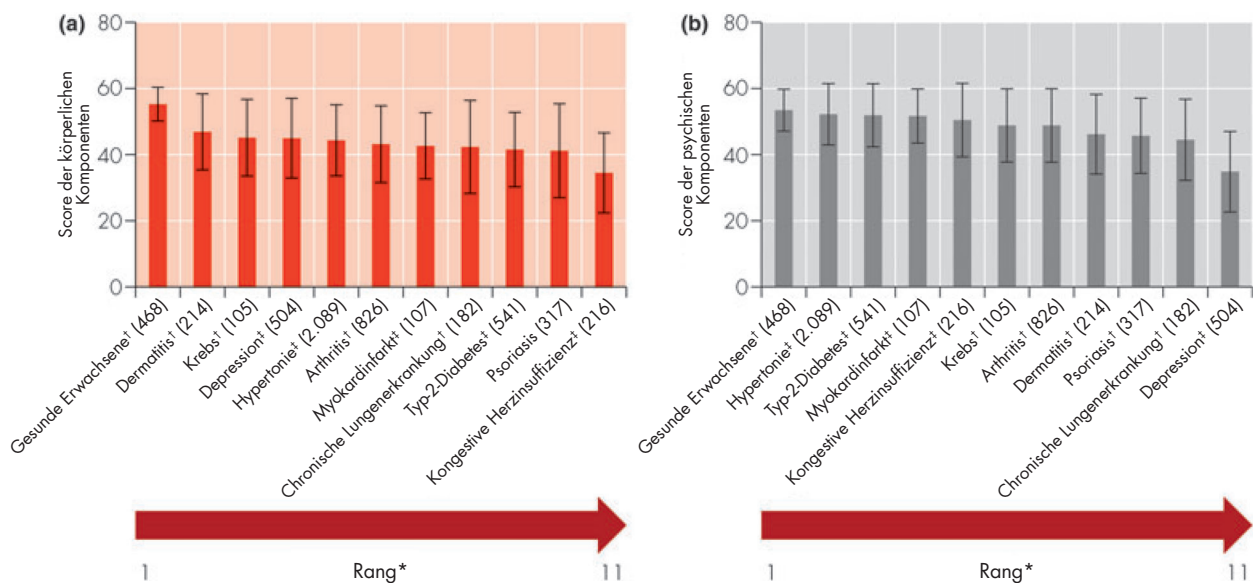 (a)
80
60
40
20
0
Score der körperlichen
Komponenten
Gesunde Erwachsene† (468)
Dermatitis† (214)
Krebs† (105)
Depression† (504)
Hypertonie‡ (2.089)
Arthritis† (826)
Myokardinfarkt‡ (107)
Chronische Lungenerkrankung† (182)
Typ-2-Diabetes‡ (541)
Psoriasis (317)
Kongestive Herzinsuffizienz‡ (216)
1
Rang*
11
(b)
80
60
40
20
0
Score der psychischen
Komponenten
Gesunde Erwachsene† (468)
Hypertonie‡ (2.089)
Typ-2-Diabetes‡ (541)
Myokardinfarkt‡ (107)
Kongestive Herzinsuffizienz‡ (216)
Krebs† (105)
Arthritis† (826)
Dermatitis† (214)
Psoriasis† (317)
Chronische Lungenerkrankung† (182)
Depression† (504)
1
Rang*
11